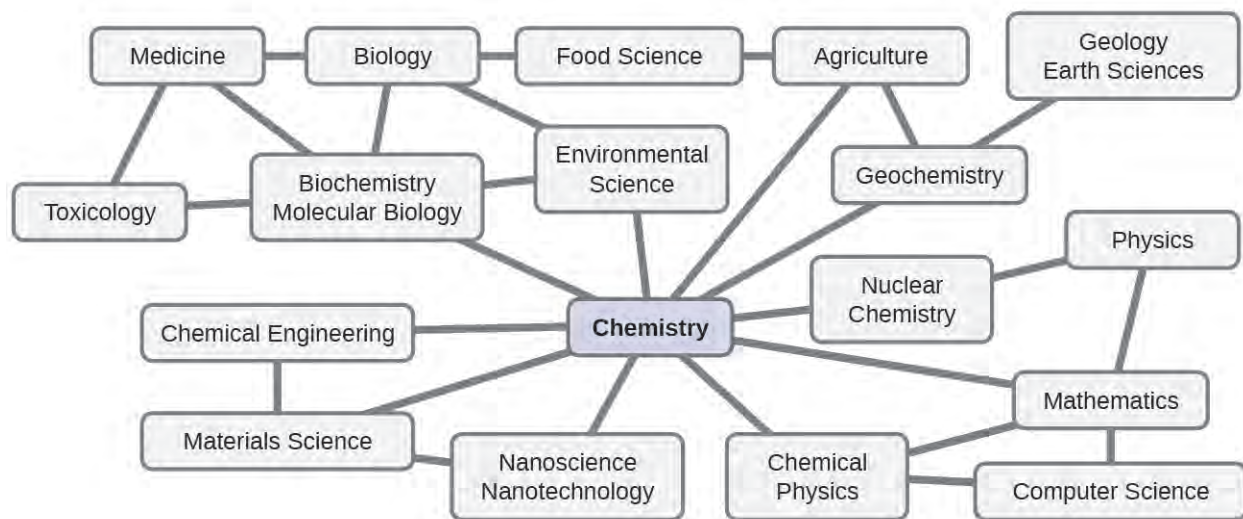 Medicine
Biology
Food Science
Agriculture
Geology
Earth Sciences
Environmental
Science
Geochemistry
Biochemistry
Molecular Biology
Toxicology
Physics
Nuclear
Chemistry
Chemical Engineering
Chemistry
Mathematics
Materials Science
Nanoscience
Nanotechnology
Chemical
Physics
Computer Science